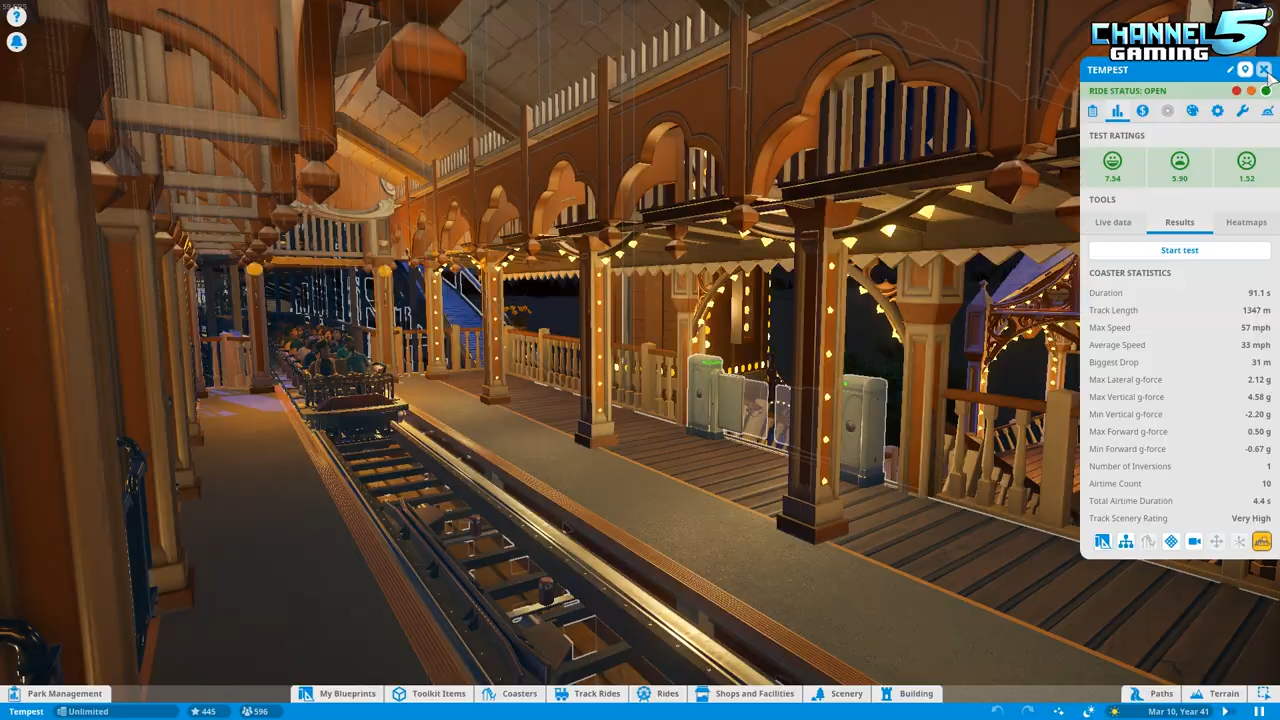 CHANNEL 5
GAMING
TEMPEST
RIDE STATUS: OPEN
TEST RATINGS
7.54 5.90 1.52
TOOLS
Live data Results Heatmaps
Start test
COASTER STATISTICS
Duration 91.1 s
Track Length 1347 m
Max Speed 57 mph
Average Speed 33 mph
Biggest Drop 31 m
Max Lateral g-force 2.12 g
Max Vertical g-force 4.58 g
Min Vertical g-force -2.20 g
Max Forward g-force 0.50 g
Min Forward g-force -0.67 g
Number of Inversions 1
Airtime Count 10
Total Airtime Duration 4.4 s
Track Scenery Rating Very High
Park Management My Blueprints Toolkit Items Coasters Track Rides Rides Shops and Facilities Scenery Building Paths Terrain
Tempest Unlimited 445 596 Mar 10, Year 41